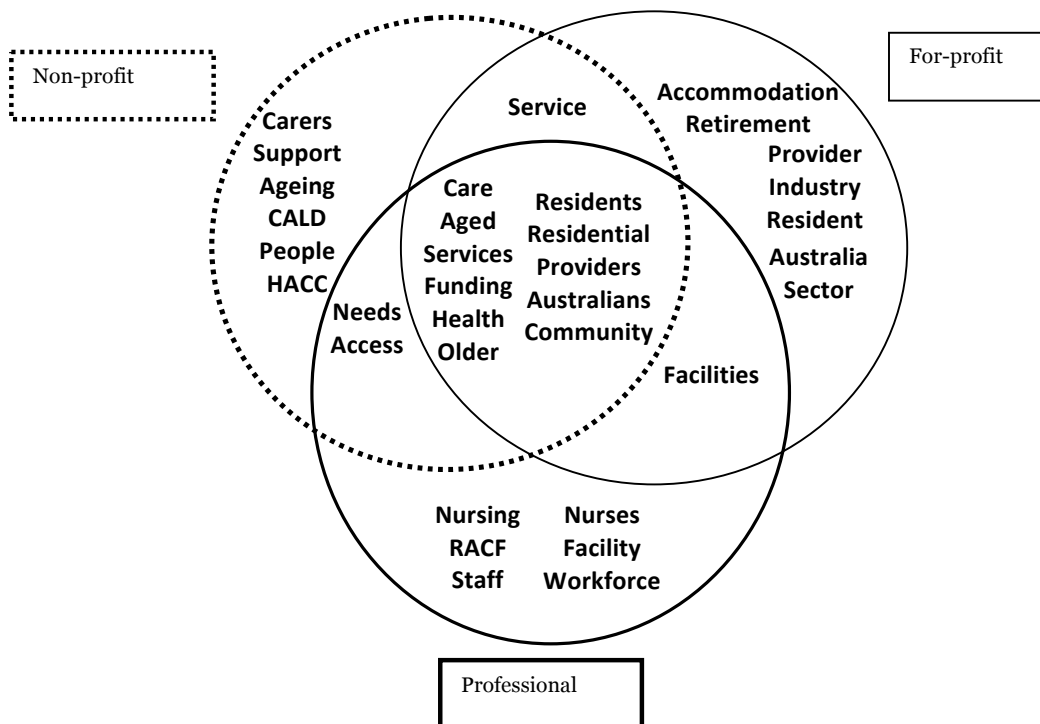 Non-profit
For-profit
Service
Carers
Support
Ageing
CALD
People
HACC
Accommodation
Retirement
Provider
Industry
Resident
Australia
Sector
Care
Aged
Services
Funding
Health
Older
Residents
Residential
Providers
Australians
Community
Needs
Access
Facilities
Nursing
RACF
Staff
Nurses
Facility
Workforce
Professional